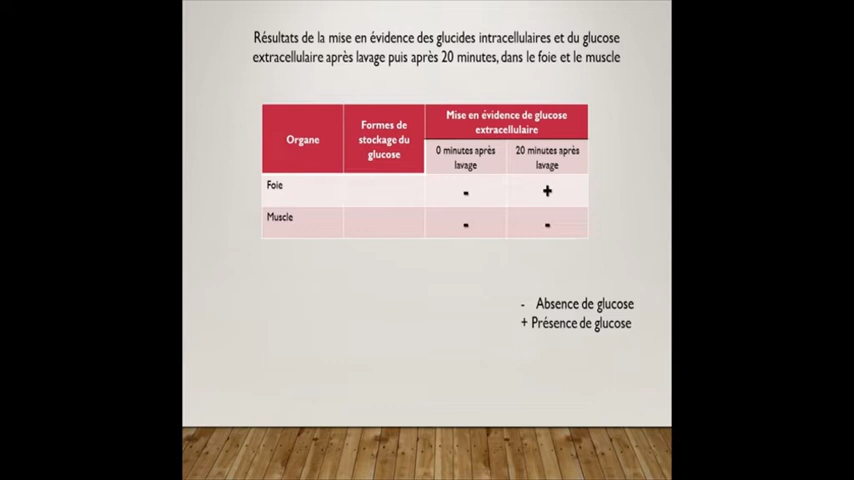 Résultats de la mise en évidence des glucides intracellulaires et du glucose
extracellulaire après lavage puis après 20 minutes, dans le foie et le muscle
Organe
Formes de
stockage du
glucose
Mise en évidence de glucose
extracellulaire
0 minutes après
lavage
20 minutes après
lavage
Foie
-
+
Muscle
-
-
- Absence de glucose
+ Présence de glucose